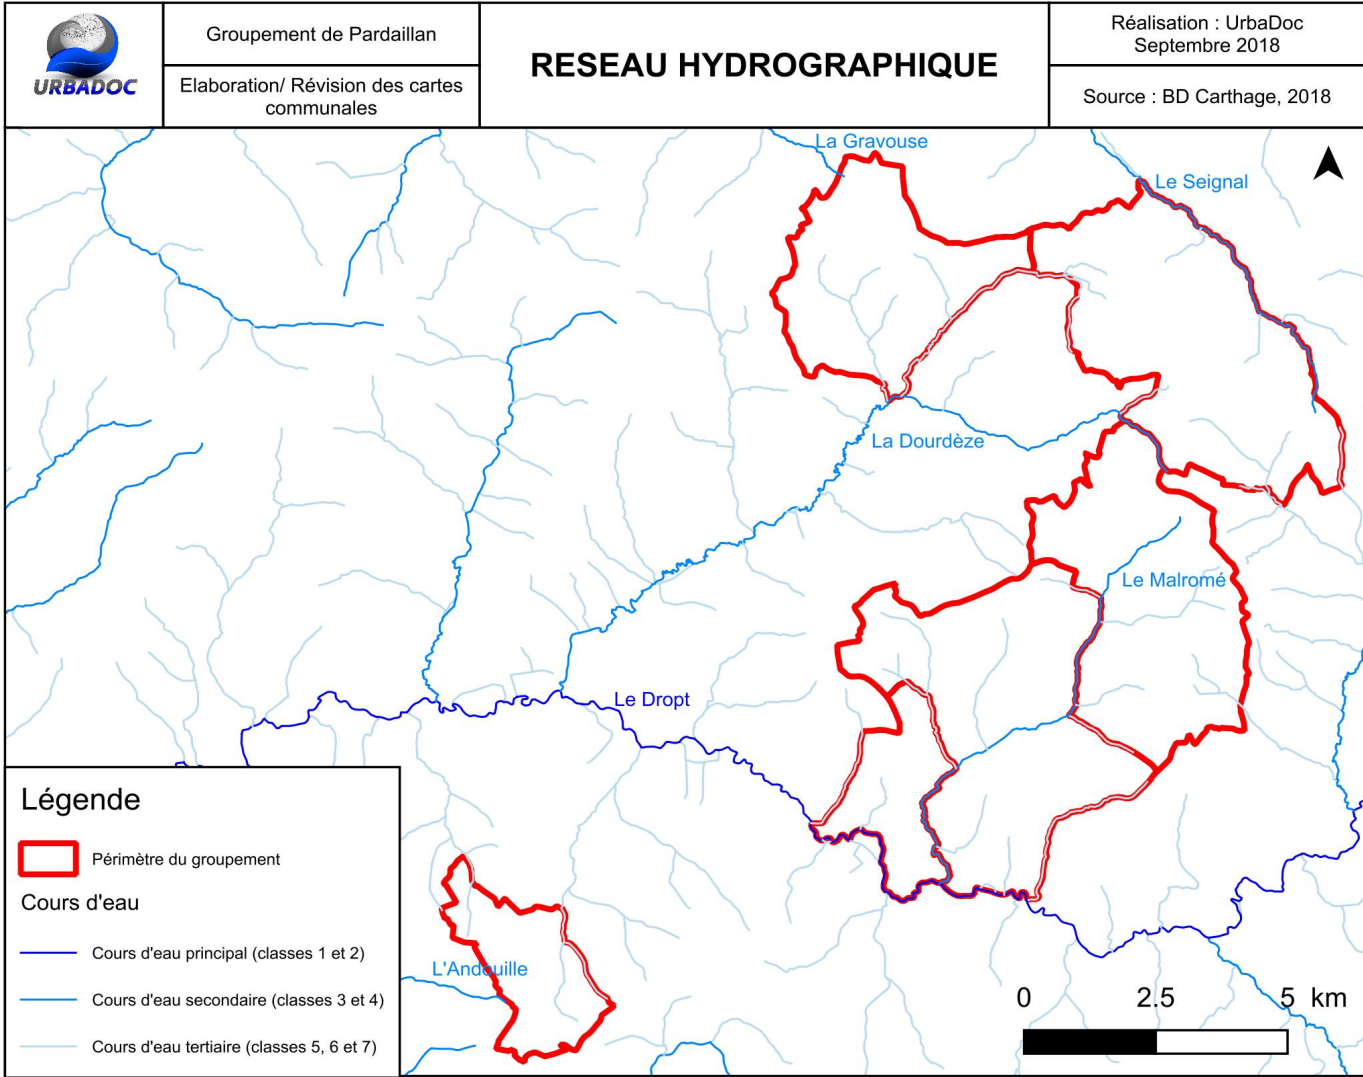 URBADOC
Groupement de Pardaillan
Elaboration/ Révision des cartes
communales
RESEAU HYDROGRAPHIQUE
Réalisation : UrbaDoc
Septembre 2018
Source : BD Carthage, 2018
La Gravouse
Le Seignal
La Dourdèze
Le Malromé
Le Dropt
L'Andouille
Légende
Périmètre du groupement
Cours d'eau
Cours d'eau principal (classes 1 et 2)
Cours d'eau secondaire (classes 3 et 4)
Cours d'eau tertiaire (classes 5, 6 et 7)
0 2.5 5 km